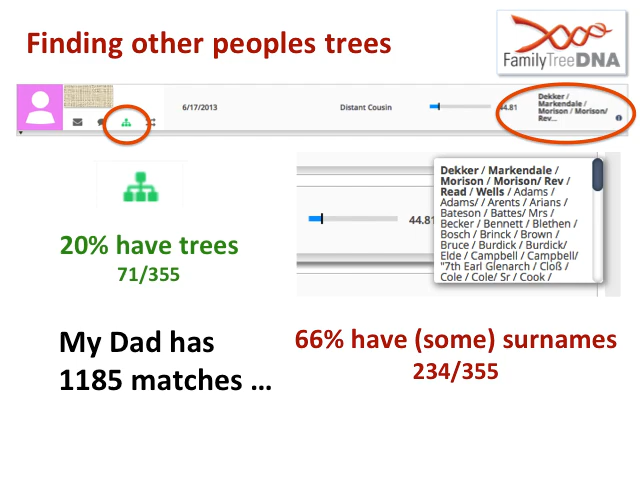 Finding other peoples trees
FamilyTreeDNA
6/17/2013
Distant Cousin
44.81
Dekker /
Markendale /
Morison / Morison/
Rev...
Dekker / Markendale /
Morison / Morison/ Rev /
Read / Wells / Adams /
Adams/ / Arents / Arians /
Bateson / Battes/ Mrs /
Becker / Bennett / Blethen /
Bosch / Brinck / Brown /
Bruce / Burdick / Burdick/
Elde / Campbell / Campbell/
"7th Earl Glenarch / Cloß /
Cole / Cole/ Sr / Cook /
44.81
20% have trees
71/355
My Dad has
1185 matches ...
66% have (some) surnames
234/355